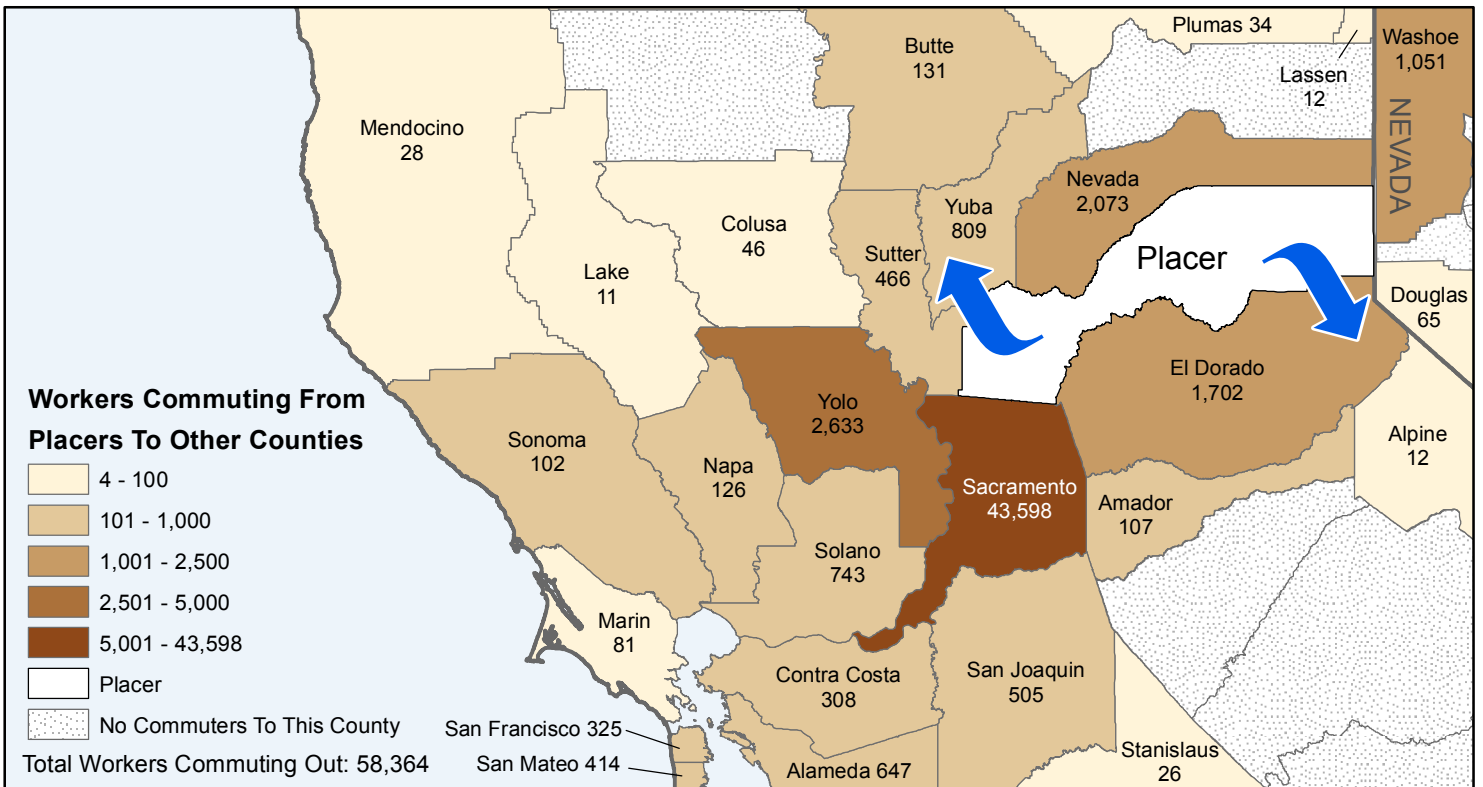 Plumas 34
Washoe
1,051
Butte
131
Lassen
12
NEVADA
Mendocino
28
Nevada
2,073
Yuba
809
Colusa
46
Sutter
466
Placer
Lake
11
Douglas
65
El Dorado
1,702
Workers Commuting From
Placers To Other Counties
4 - 100
101 - 1,000
1,001 - 2,500
2,501 - 5,000
5,001 - 43,598
Placer
No Commuters To This County
Total Workers Commuting Out: 58,364
Yolo
2,633
Sonoma
102
Napa
126
Alpine
12
Sacramento
43,598
Amador
107
Solano
743
Marin
81
Contra Costa
308
San Joaquin
505
San Francisco 325
San Mateo 414
Alameda 647
Stanislaus
26